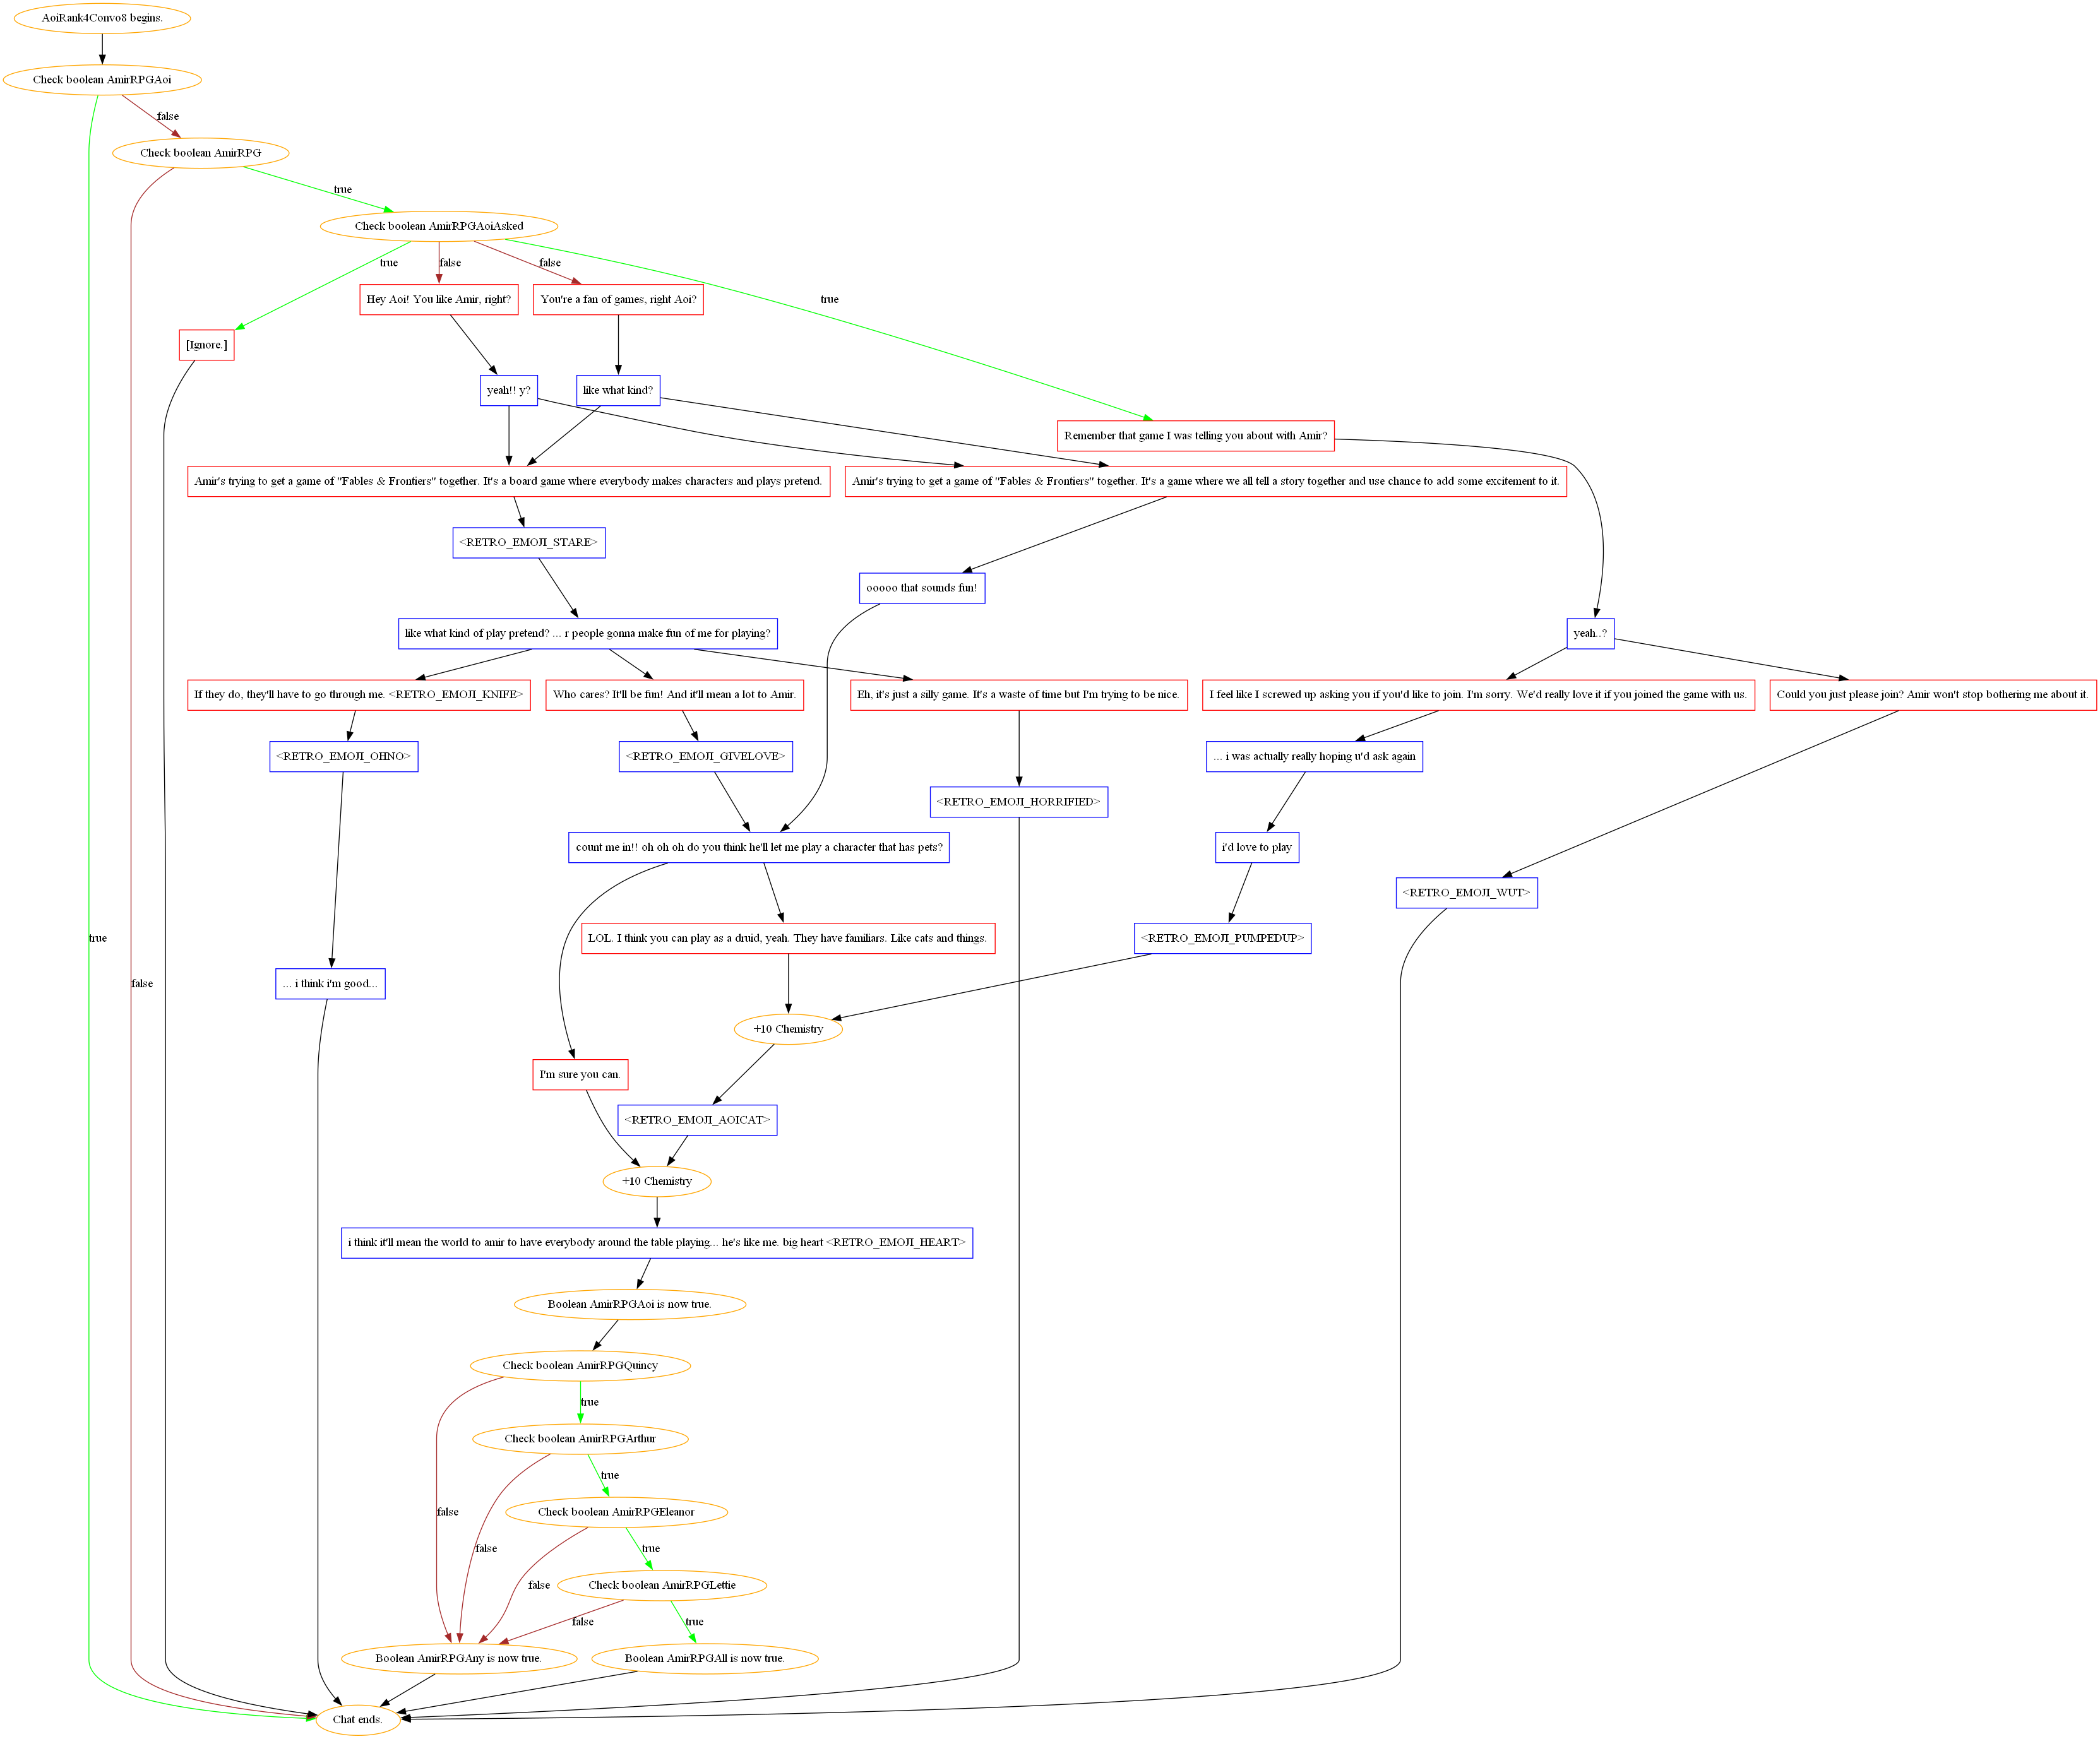 AoiRank4Convo8 begins.
Check boolean AmirRPGAoi
false
Check boolean AmirRPG
true
Check boolean AmirRPGAoiAsked
true
false
false
true
Hey Aoi! You like Amir, right?
You're a fan of games, right Aoi?
[Ignore.]
yeah!! y?
like what kind?
Remember that game I was telling you about with Amir?
Amir's trying to get a game of "Fables & Frontiers" together. It's a board game where everybody makes characters and plays pretend.
Amir's trying to get a game of "Fables & Frontiers" together. It's a game where we all tell a story together and use chance to add some excitement to it.
<RETRO_EMOJI_STARE>
ooooo that sounds fun!
like what kind of play pretend? ... r people gonna make fun of me for playing?
yeah..?
If they do, they'll have to go through me. <RETRO_EMOJI_KNIFE>
Who cares? It'll be fun! And it'll mean a lot to Amir.
Eh, it's just a silly game. It's a waste of time but I'm trying to be nice.
I feel like I screwed up asking you if you'd like to join. I'm sorry. We'd really love it if you joined the game with us.
Could you just please join? Amir won't stop bothering me about it.
<RETRO_EMOJI_OHNO>
<RETRO_EMOJI_GIVELOVE>
... i was actually really hoping u'd ask again
<RETRO_EMOJI_HORRIFIED>
count me in!! oh oh oh do you think he'll let me play a character that has pets?
i'd love to play
<RETRO_EMOJI_WUT>
true
LOL. I think you can play as a druid, yeah. They have familiars. Like cats and things.
<RETRO_EMOJI_PUMPEDUP>
false
... i think i'm good...
+10 Chemistry
I'm sure you can.
<RETRO_EMOJI_AOICAT>
+10 Chemistry
i think it'll mean the world to amir to have everybody around the table playing... he's like me. big heart <RETRO_EMOJI_HEART>
Boolean AmirRPGAoi is now true.
Check boolean AmirRPGQuincy
true
Check boolean AmirRPGArthur
true
false
Check boolean AmirRPGEleanor
false
true
false
Check boolean AmirRPGLettie
false
true
Boolean AmirRPGAny is now true.
Boolean AmirRPGAll is now true.
Chat ends.